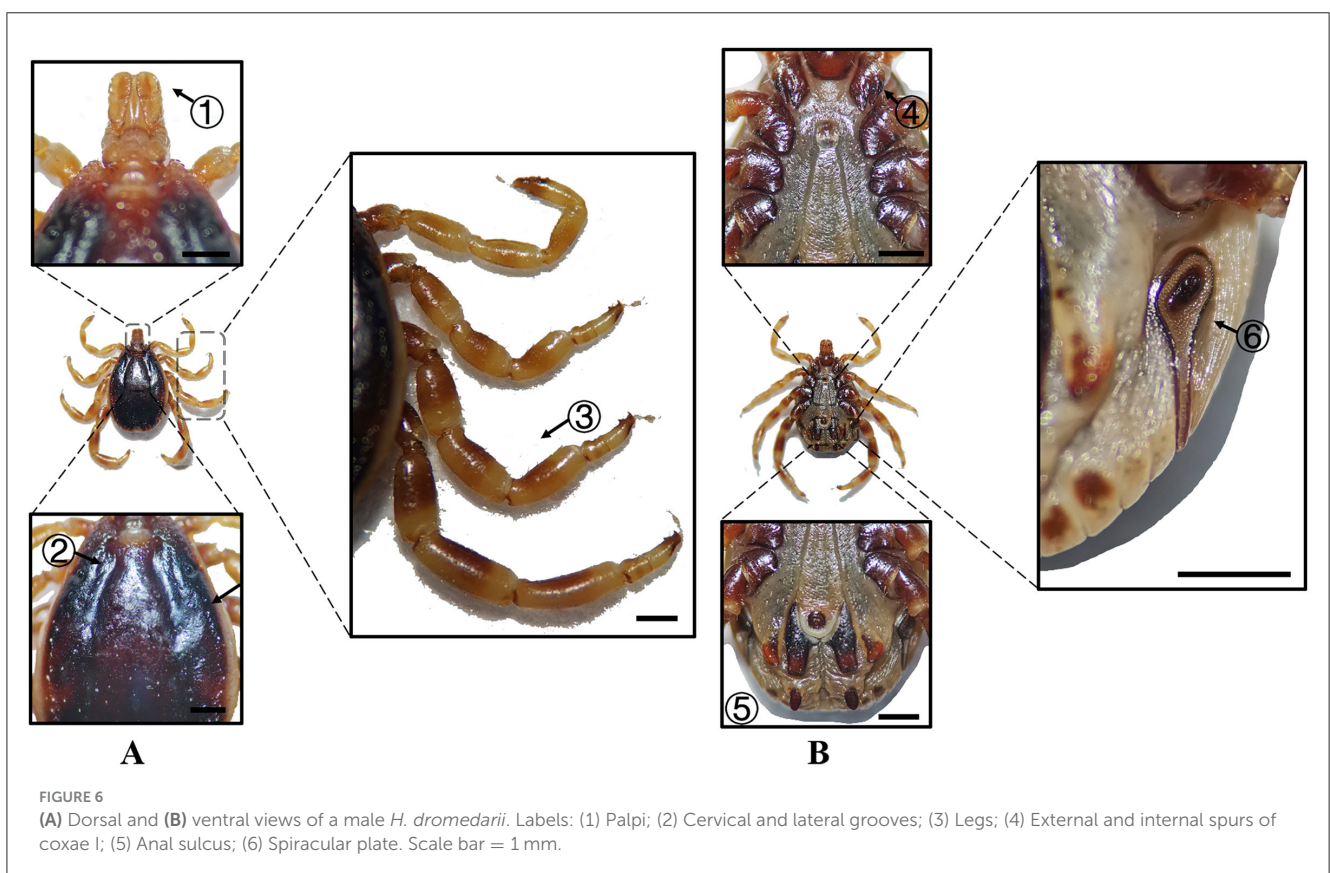 ①
②
③
④
⑤
⑥
A
B
FIGURE 6
(A) Dorsal and (B) ventral views of a male H. dromedarii. Labels: (1) Palpi; (2) Cervical and lateral grooves; (3) Legs; (4) External and internal spurs of
coxae I; (5) Anal sulcus; (6) Spiracular plate. Scale bar = 1 mm.